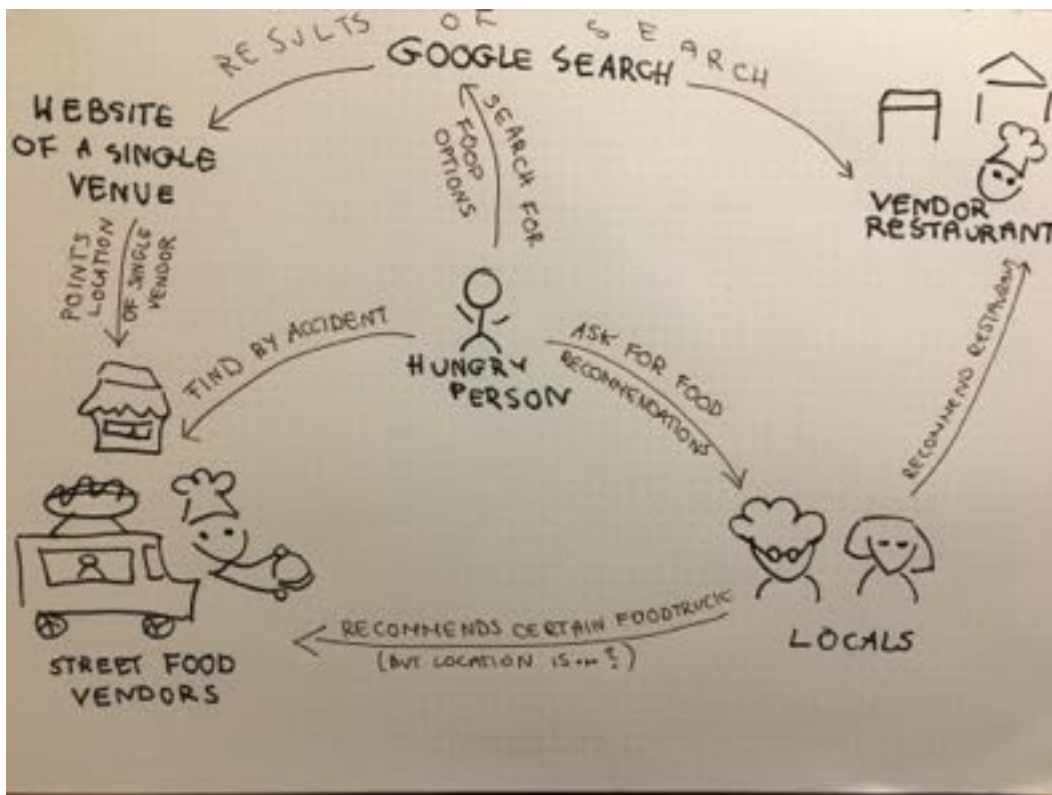 RESULTS OF SEARCH
GOOGLE SEARCH
WEBSITE
OF A SINGLE
VENUE
SEARCH FOR
FOOD
OPTIONS
VENDOR
RESTAURANT
POINTS
LOCATION
OF SINGLE
VENDOR
FIND BY ACCIDENT
HUNGRY
PERSON
ASK FOR FOOD
RECOMMENDATIONS
RECOMMEND RESTAURANT
RECOMMENDS CERTAIN FOODTRUCK
(BUT LOCATION IS...?)
LOCALS
STREET FOOD
VENDORS